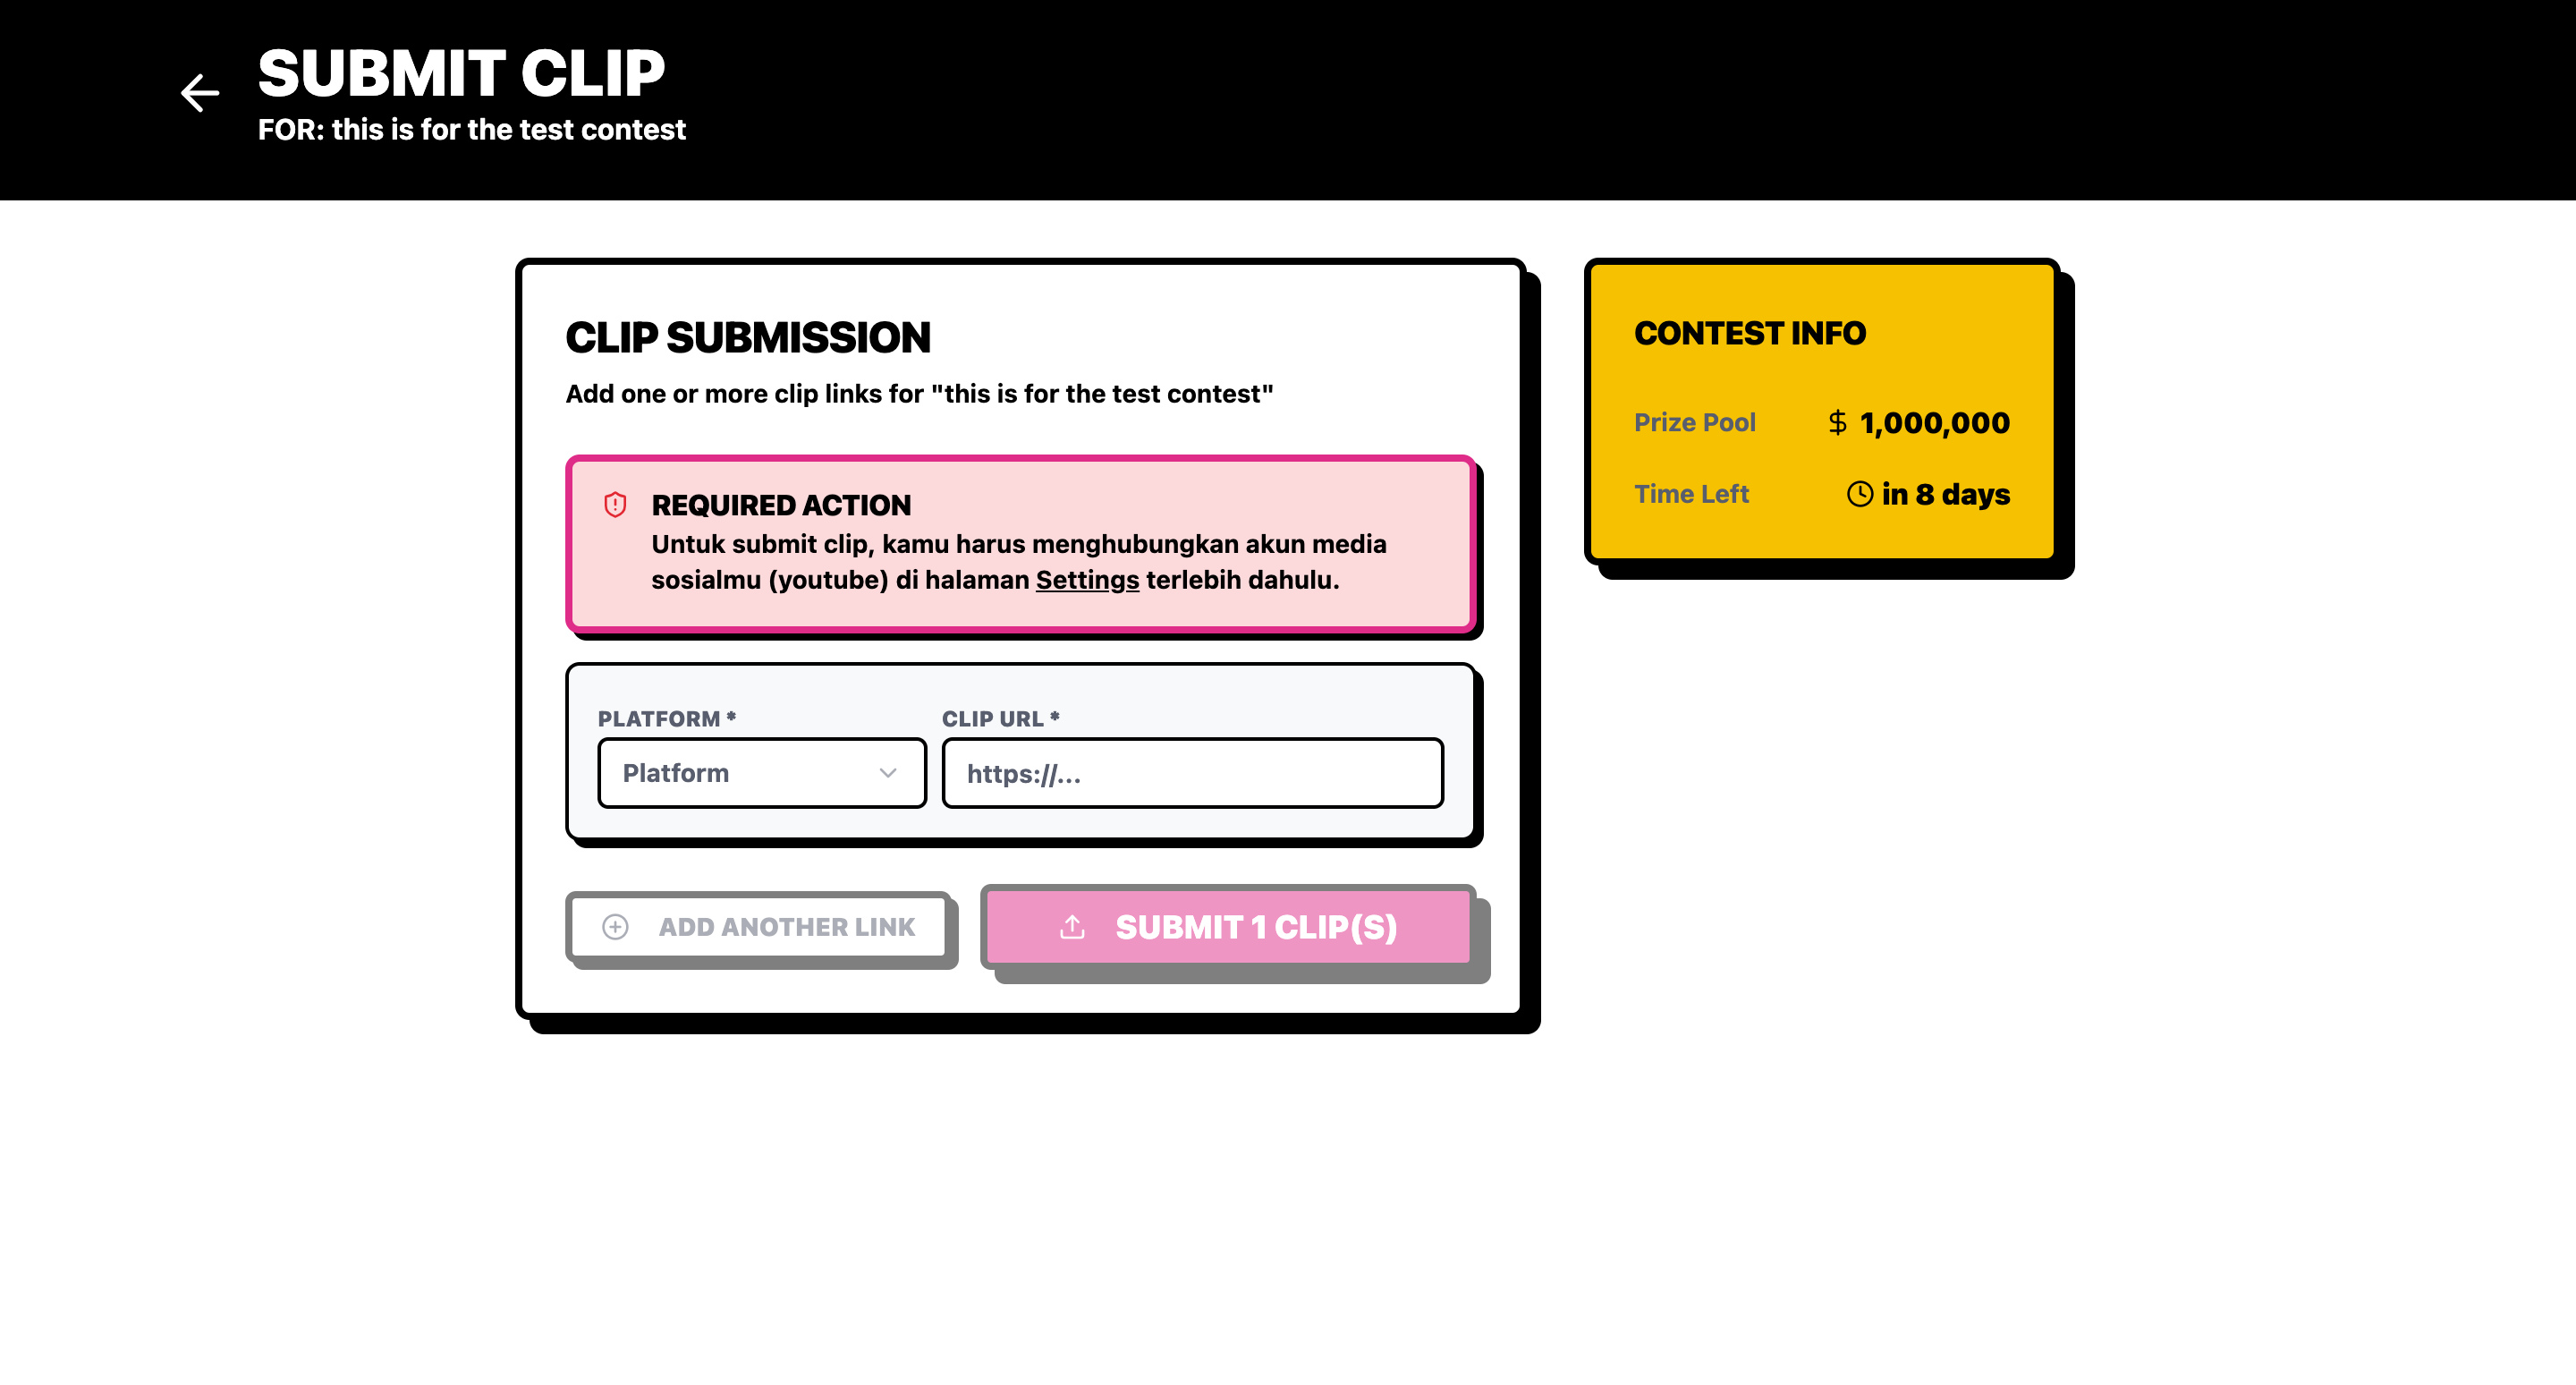 SUBMIT CLIP
FOR: this is for the test contest
CLIP SUBMISSION
Add one or more clip links for "this is for the test contest"
REQUIRED ACTION
Untuk submit clip, kamu harus menghubungkan akun media
sosialmu (youtube) di halaman Settings terlebih dahulu.
PLATFORM *
Platform
CLIP URL *
https://...
ADD ANOTHER LINK
SUBMIT 1 CLIP(S)
CONTEST INFO
Prize Pool $ 1,000,000
Time Left in 8 days